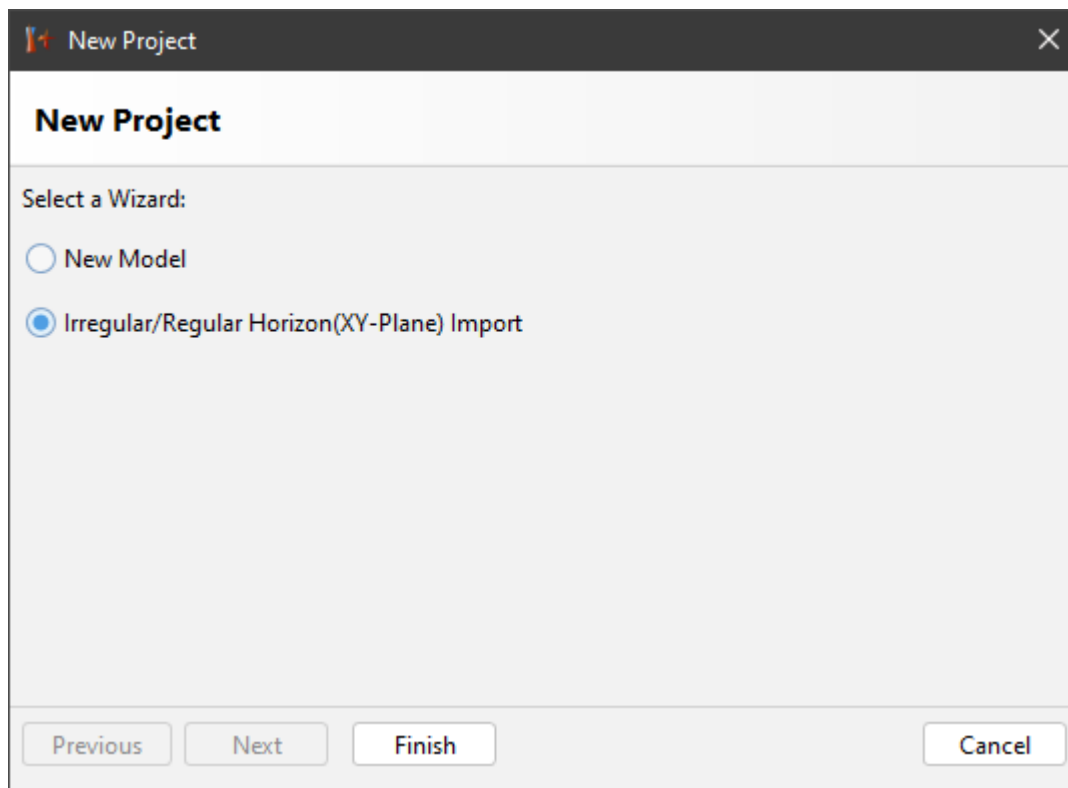 New Project
New Project
Select a Wizard:
New Model
Irregular/Regular Horizon(XY-Plane) Import
Previous Next Finish Cancel